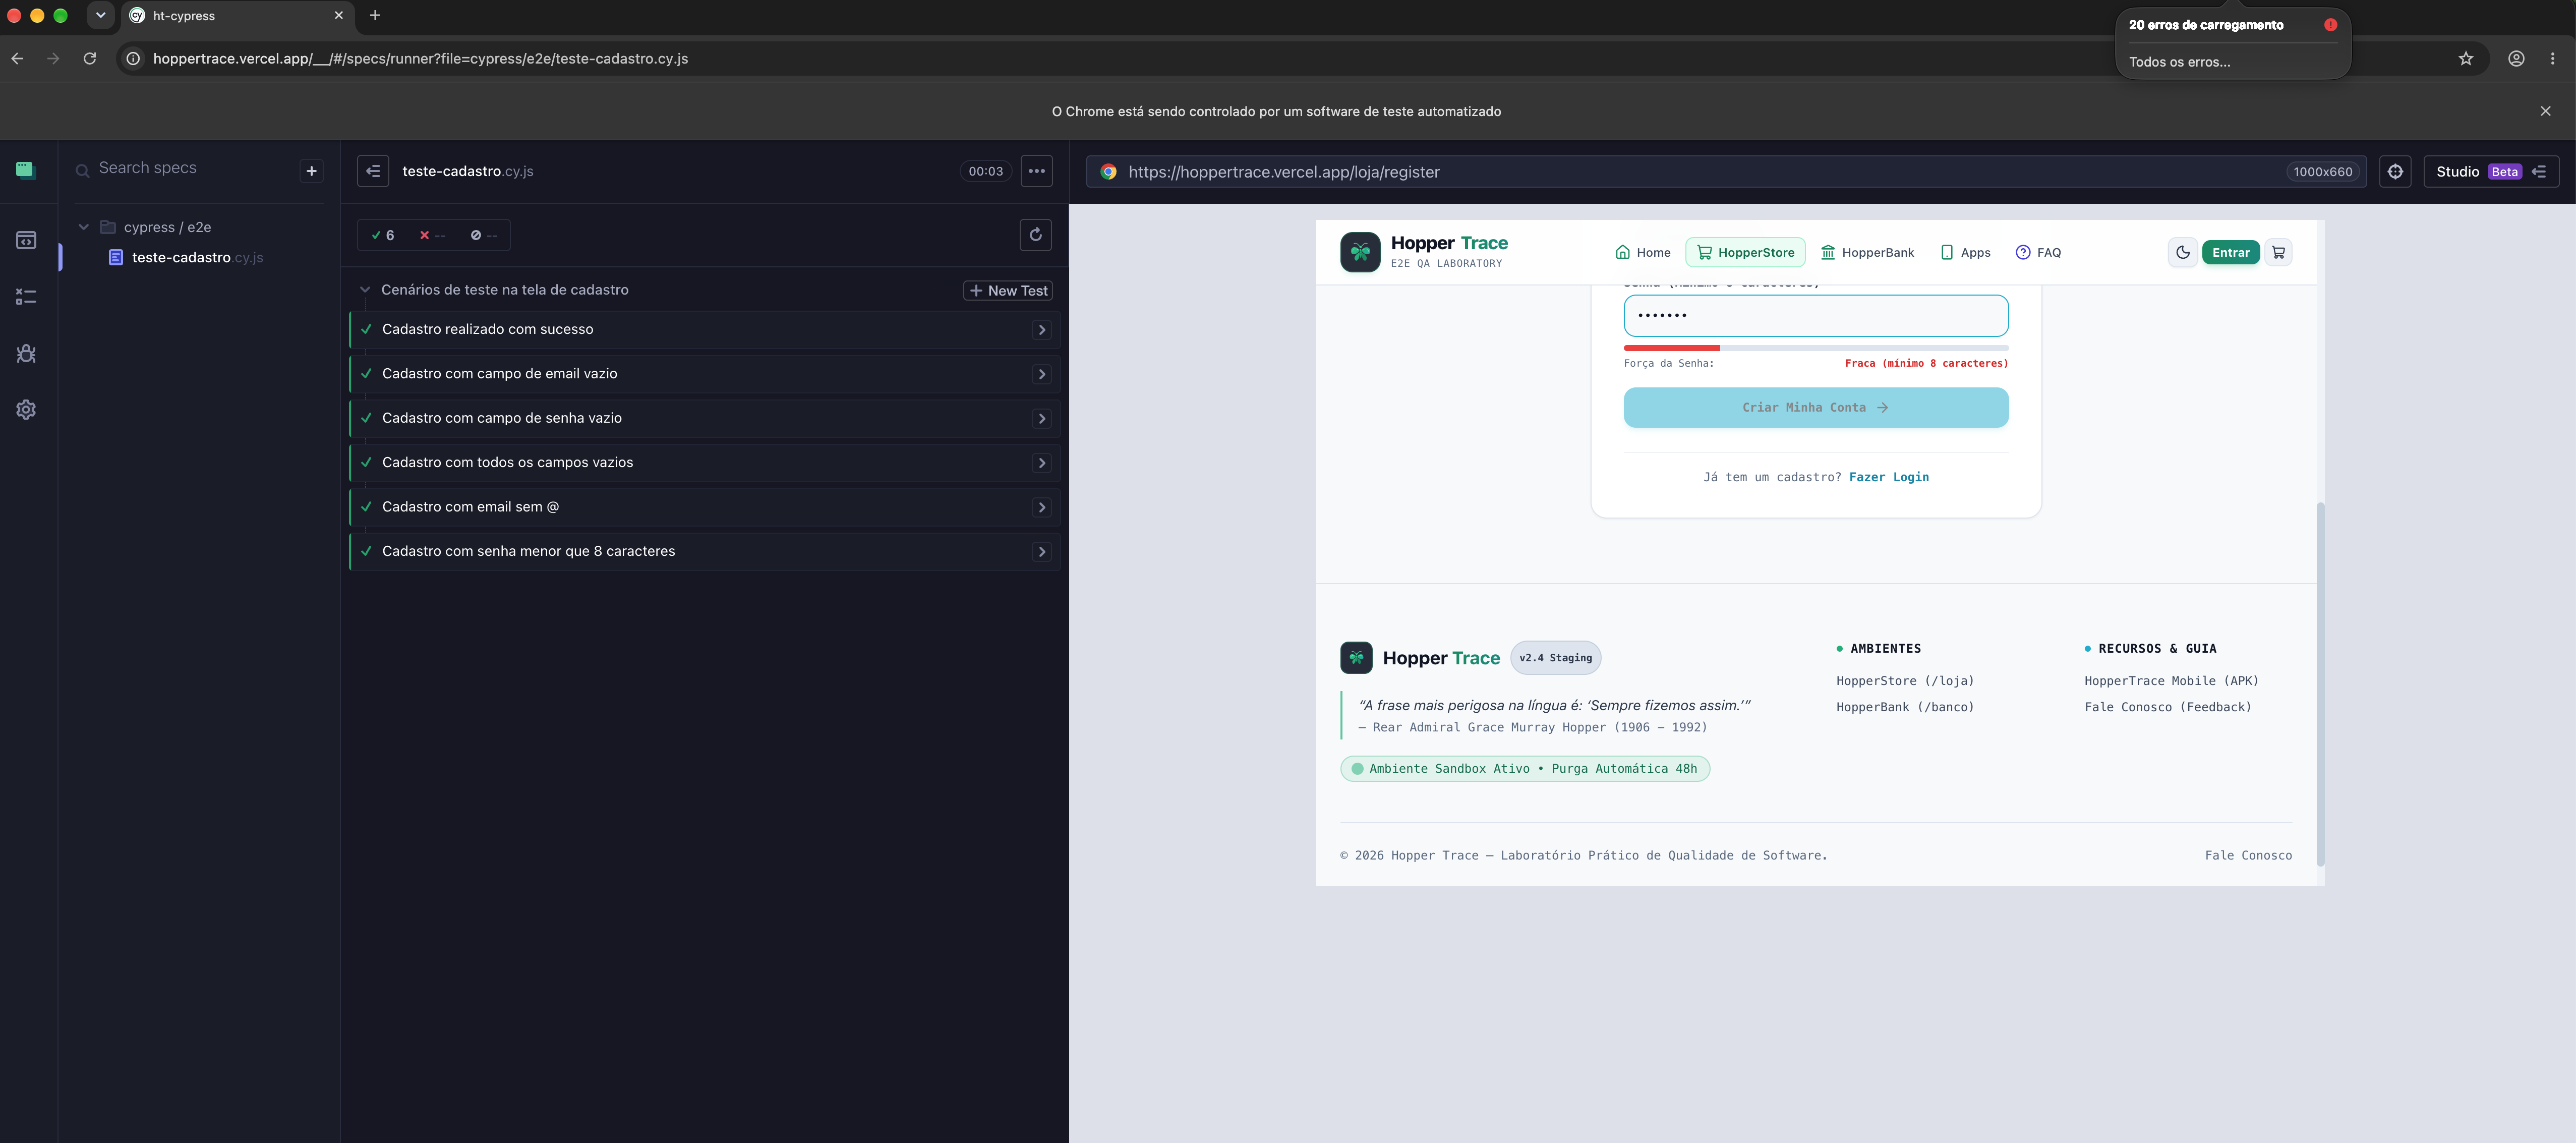 ht-cypress
20 erros de carregamento
Todos os erros...
hoppertrace.vercel.app/__/#/specs/runner?file=cypress/e2e/teste-cadastro.cy.js
O Chrome está sendo controlado por um software de teste automatizado
Search specs
cypress / e2e
teste-cadastro.cy.js
teste-cadastro.cy.js
00:03
6 -- --
Cenários de teste na tela de cadastro
New Test
Cadastro realizado com sucesso
Cadastro com campo de email vazio
Cadastro com campo de senha vazio
Cadastro com todos os campos vazios
Cadastro com email sem @
Cadastro com senha menor que 8 caracteres
https://hoppertrace.vercel.app/loja/register
1000x660
Studio Beta
Hopper Trace
E2E QA LABORATORY
Home
HopperStore
HopperBank
Apps
FAQ
Entrar
•••••••
Força da Senha:
Fraca (mínimo 8 caracteres)
Criar Minha Conta →
Já tem um cadastro? Fazer Login
Hopper Trace
v2.4 Staging
“A frase mais perigosa na língua é: ‘Sempre fizemos assim.’”
— Rear Admiral Grace Murray Hopper (1906 – 1992)
Ambiente Sandbox Ativo • Purga Automática 48h
AMBIENTES
HopperStore (/loja)
HopperBank (/banco)
RECURSOS & GUIA
HopperTrace Mobile (APK)
Fale Conosco (Feedback)
© 2026 Hopper Trace — Laboratório Prático de Qualidade de Software.
Fale Conosco